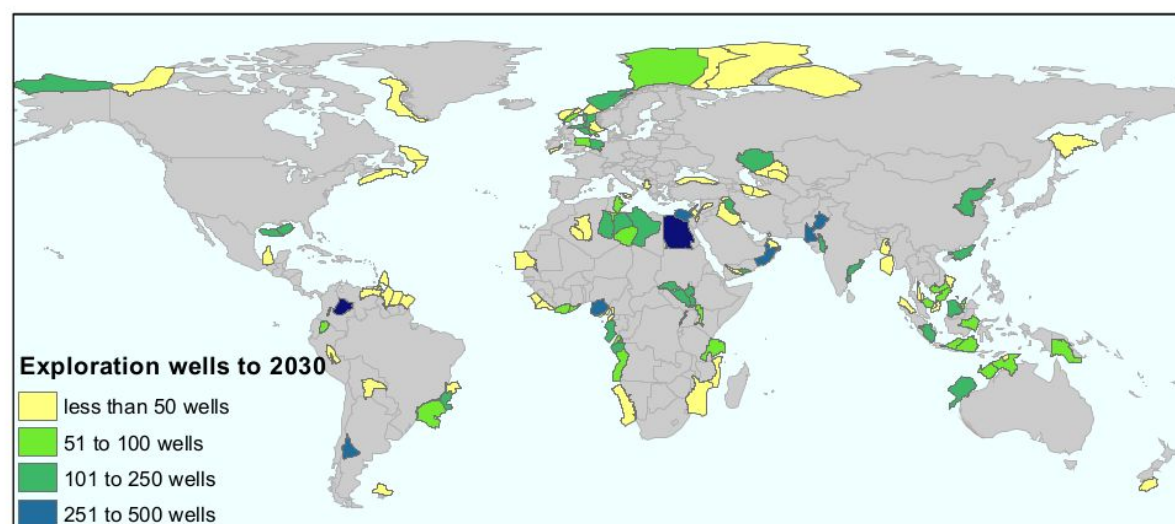 Exploration wells to 2030
less than 50 wells
51 to 100 wells
101 to 250 wells
251 to 500 wells